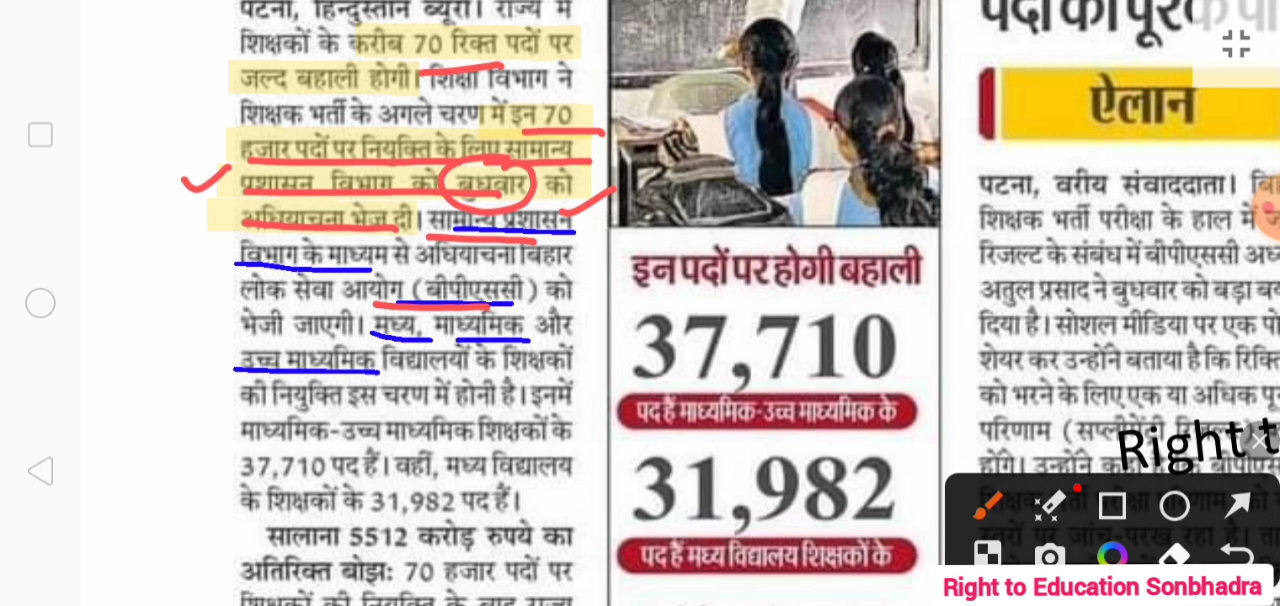 पटना, हिन्दुस्तान ब्यूरो। राज्य में
शिक्षकों के करीब 70 रिक्त पदों पर
जल्द बहाली होगी। शिक्षा विभाग ने
शिक्षक भर्ती के अगले चरण में इन 70
हजार पदों पर नियुक्ति के लिए सामान्य
प्रशासन विभाग को बुधवार को
अधियाचना भेज दी। सामान्य प्रशासन
विभाग के माध्यम से अधियाचना बिहार
लोक सेवा आयोग (बीपीएससी) को
भेजी जाएगी। मध्य, माध्यमिक और
उच्च माध्यमिक विद्यालयों के शिक्षकों
की नियुक्ति इस चरण में होनी है। इनमें
माध्यमिक-उच्च माध्यमिक शिक्षकों के
37,710 पद हैं। वहीं, मध्य विद्यालय
के शिक्षकों के 31,982 पद हैं।
सालाना 5512 करोड़ रुपये का
अतिरिक्त बोझ: 70 हजार पदों पर
शिक्षकों की नियुक्ति के बाद राज्य
इन पदों पर होगी बहाली
37,710
पद हैं माध्यमिक-उच्च माध्यमिक के
31,982
पद हैं मध्य विद्यालय शिक्षकों के
ऐलान
पटना, वरीय संवाददाता।
शिक्षक भर्ती परीक्षा के हाल में
रिजल्ट के संबंध में बीपीएससी
अतुल प्रसाद ने बुधवार को बड़ा
दिया है। सोशल मीडिया पर एक
शेयर कर उन्होंने बताया है कि
को भरने के लिए एक या अधिक
परिणाम
होंगे। उन्होंने
Right t
Right to Education Sonbhadra